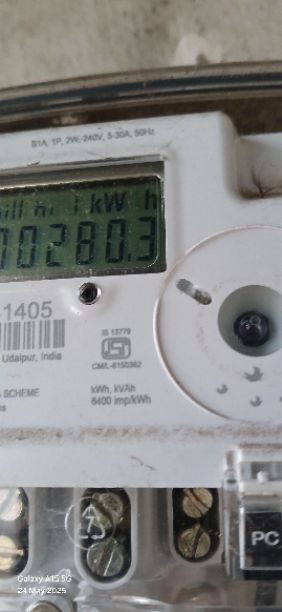 S1A, 1P, 2W,-240V, 5-30A, 50Hz
kW h
00280.3
1405
IS 13779
Udaipur, India
CM/L-8150362
SCHEME
kWh, kVAh
6400 imp/kWh
PC
Galaxy A15 5G
24 May 2025